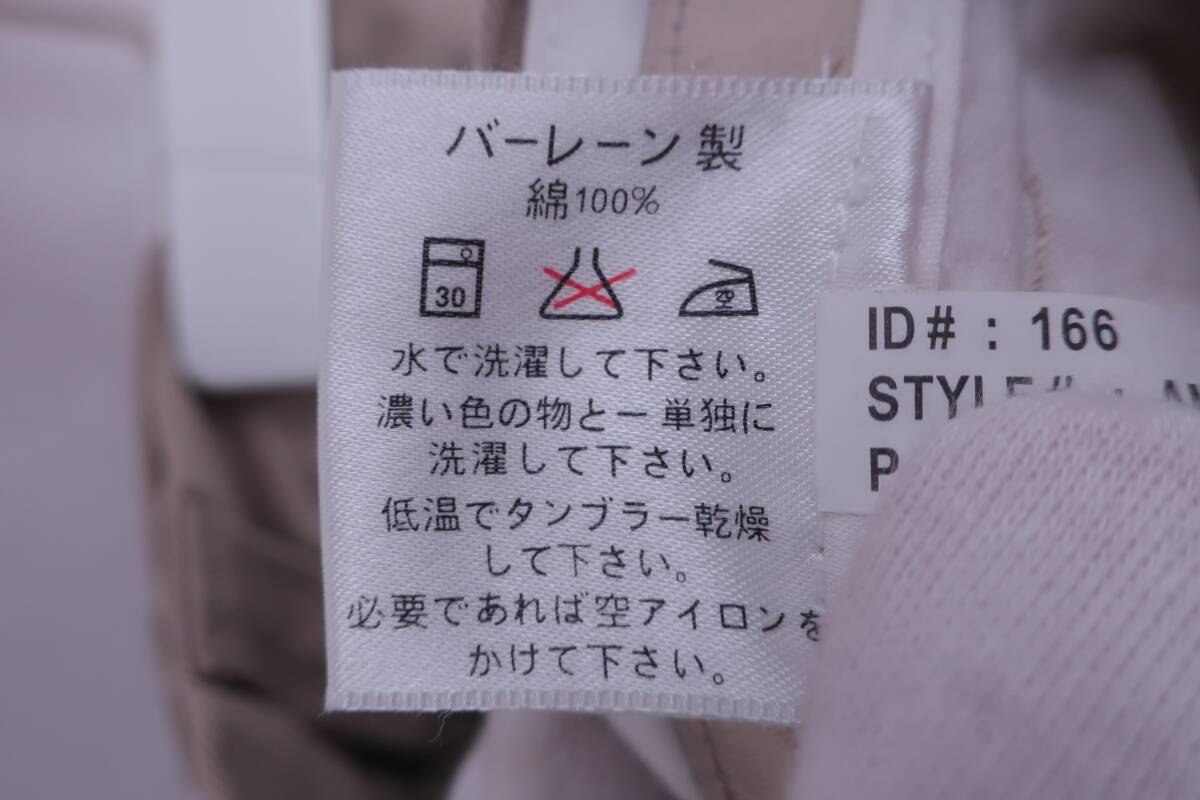 バーレーン 製
綿100%
30
空
水で洗濯して下さい。
濃い色の物と一単独に
洗濯して下さい。
低温でタンブラー乾燥
して下さい。
必要であれば空アイロンを
かけて下さい。
ID# : 166
STYLE# :
P